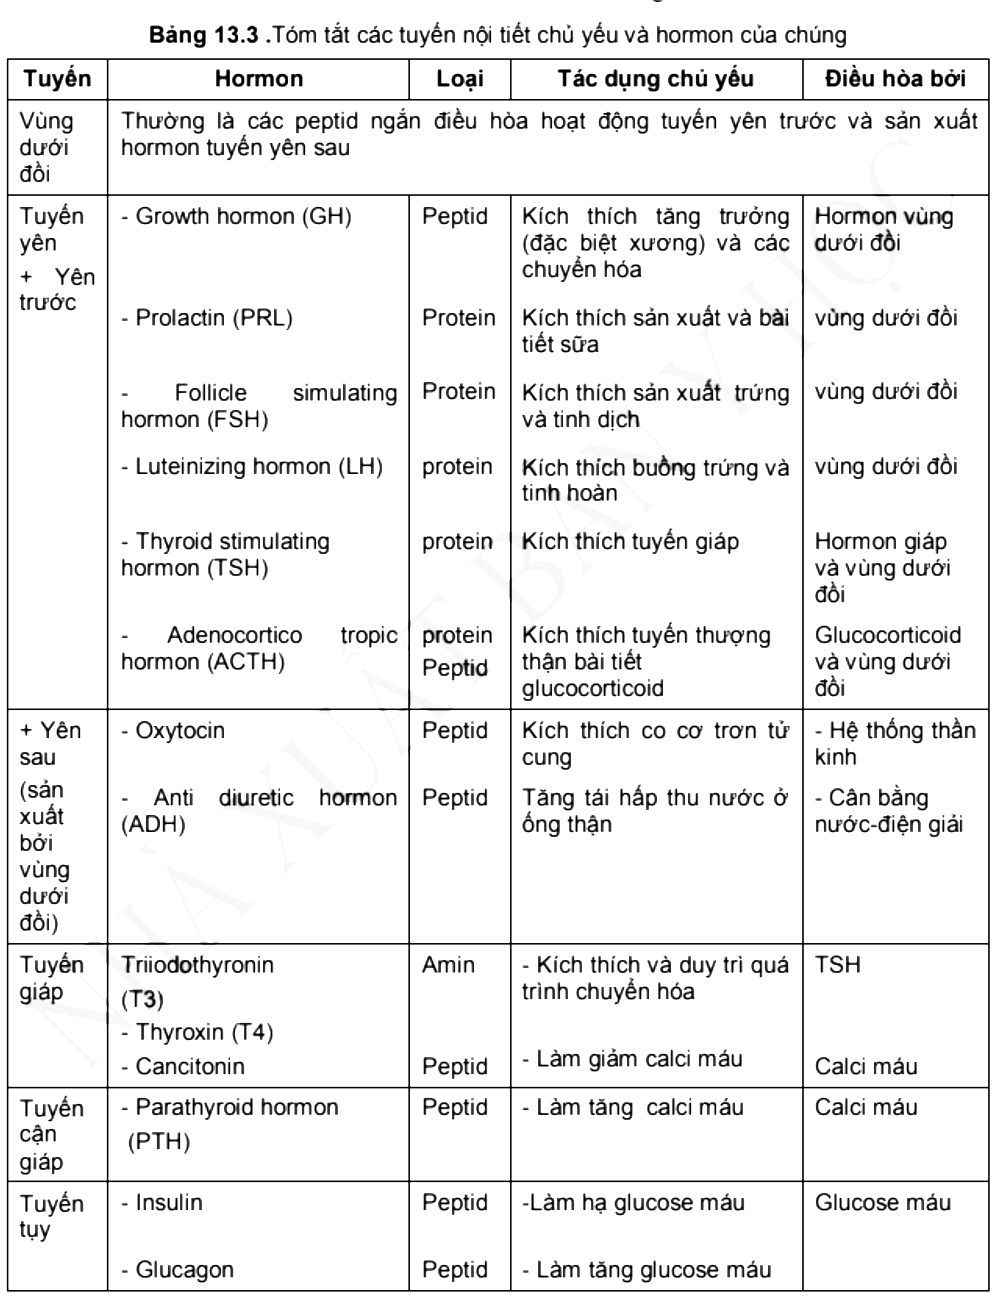 Bảng 13.3 .Tóm tắt các tuyến nội tiết chủ yếu và hormon của chúng
Tuyến Hormon Loại Tác dụng chủ yếu Điều hòa bởi
Vùng dưới đồi
Thường là các peptid ngắn điều hòa hoạt động tuyến yên trước và sản xuất
hormon tuyến yên sau
Tuyến yên
+ Yên trước
- Growth hormon (GH) Peptid Kích thích tăng trưởng Hormon vùng
(đặc biệt xương) và các dưới đồi
chuyển hóa
- Prolactin (PRL) Protein Kích thích sản xuất và bài vùng dưới đồi
tiết sữa
- Follicle simulating Protein Kích thích sản xuất trứng vùng dưới đồi
hormon (FSH) và tinh dịch
- Luteinizing hormon (LH) protein Kích thích buồng trứng và vùng dưới đồi
tinh hoàn
- Thyroid stimulating protein Kích thích tuyến giáp Hormon giáp
hormon (TSH) và vùng dưới
đồi
- Adenocortico tropic protein Kích thích tuyến thượng Glucocorticoid
hormon (ACTH) Peptid thận bài tiết và vùng dưới
glucocorticoid đồi
+ Yên - Oxytocin Peptid Kích thích co cơ trơn tử - Hệ thống thần
sau cung kinh
(sản - Anti diuretic hormon Peptid Tăng tái hấp thu nước ở - Cân bằng
xuất (ADH) ống thận nước-điện giải
bởi
vùng
dưới
đồi)
Tuyến Triiodothyronin Amin - Kích thích và duy trì quá TSH
giáp (T3) trình chuyển hóa
- Thyroxin (T4)
- Cancitonin Peptid - Làm giảm calci máu Calci máu
Tuyến - Parathyroid hormon Peptid - Làm tăng calci máu Calci máu
cận (PTH)
giáp
Tuyến - Insulin Peptid -Làm hạ glucose máu Glucose máu
tụy
- Glucagon Peptid - Làm tăng glucose máu
NHÀ XUẤT BẢN Y HỌC